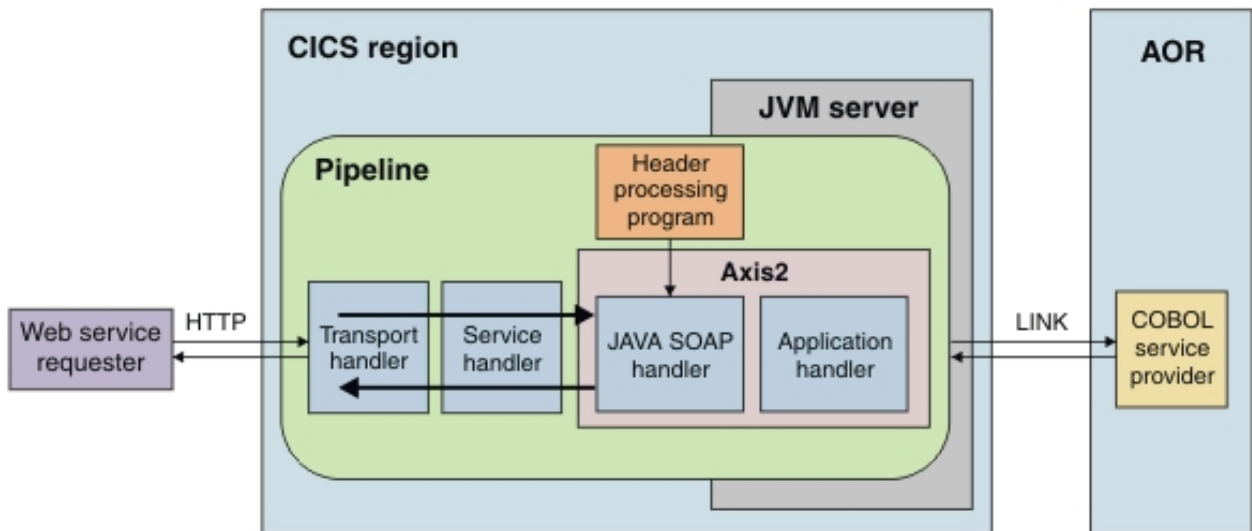 CICS region
AOR
JVM server
Pipeline
Header
processing
program
Axis2
Web service
requester
HTTP
Transport
handler
Service
handler
JAVA SOAP
handler
Application
handler
LINK
COBOL
service
provider